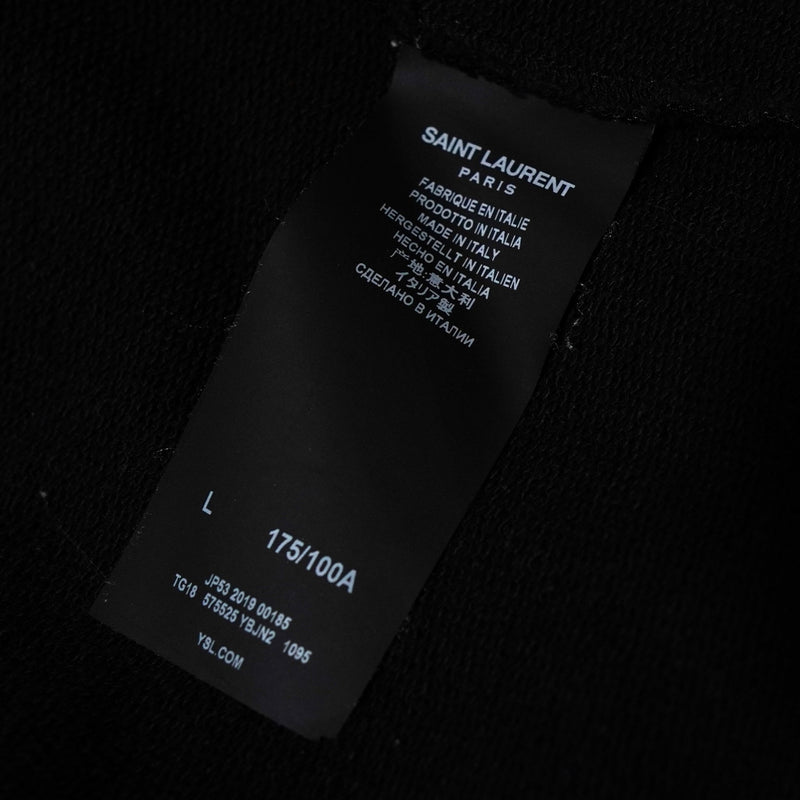 SAINT LAURENT
PARIS
FABRIQUE EN ITALIE
PRODOTTO IN ITALIA
MADE IN ITALY
HERGESTELLT IN ITALIEN
HECHO EN ITALIA
产地:意大利
イタリア製
СДЕЛАНО В ИТАЛИИ
L 175/100A
JP53 2019 00185
TG18 575525 YBJN2 1095
YSL.COM